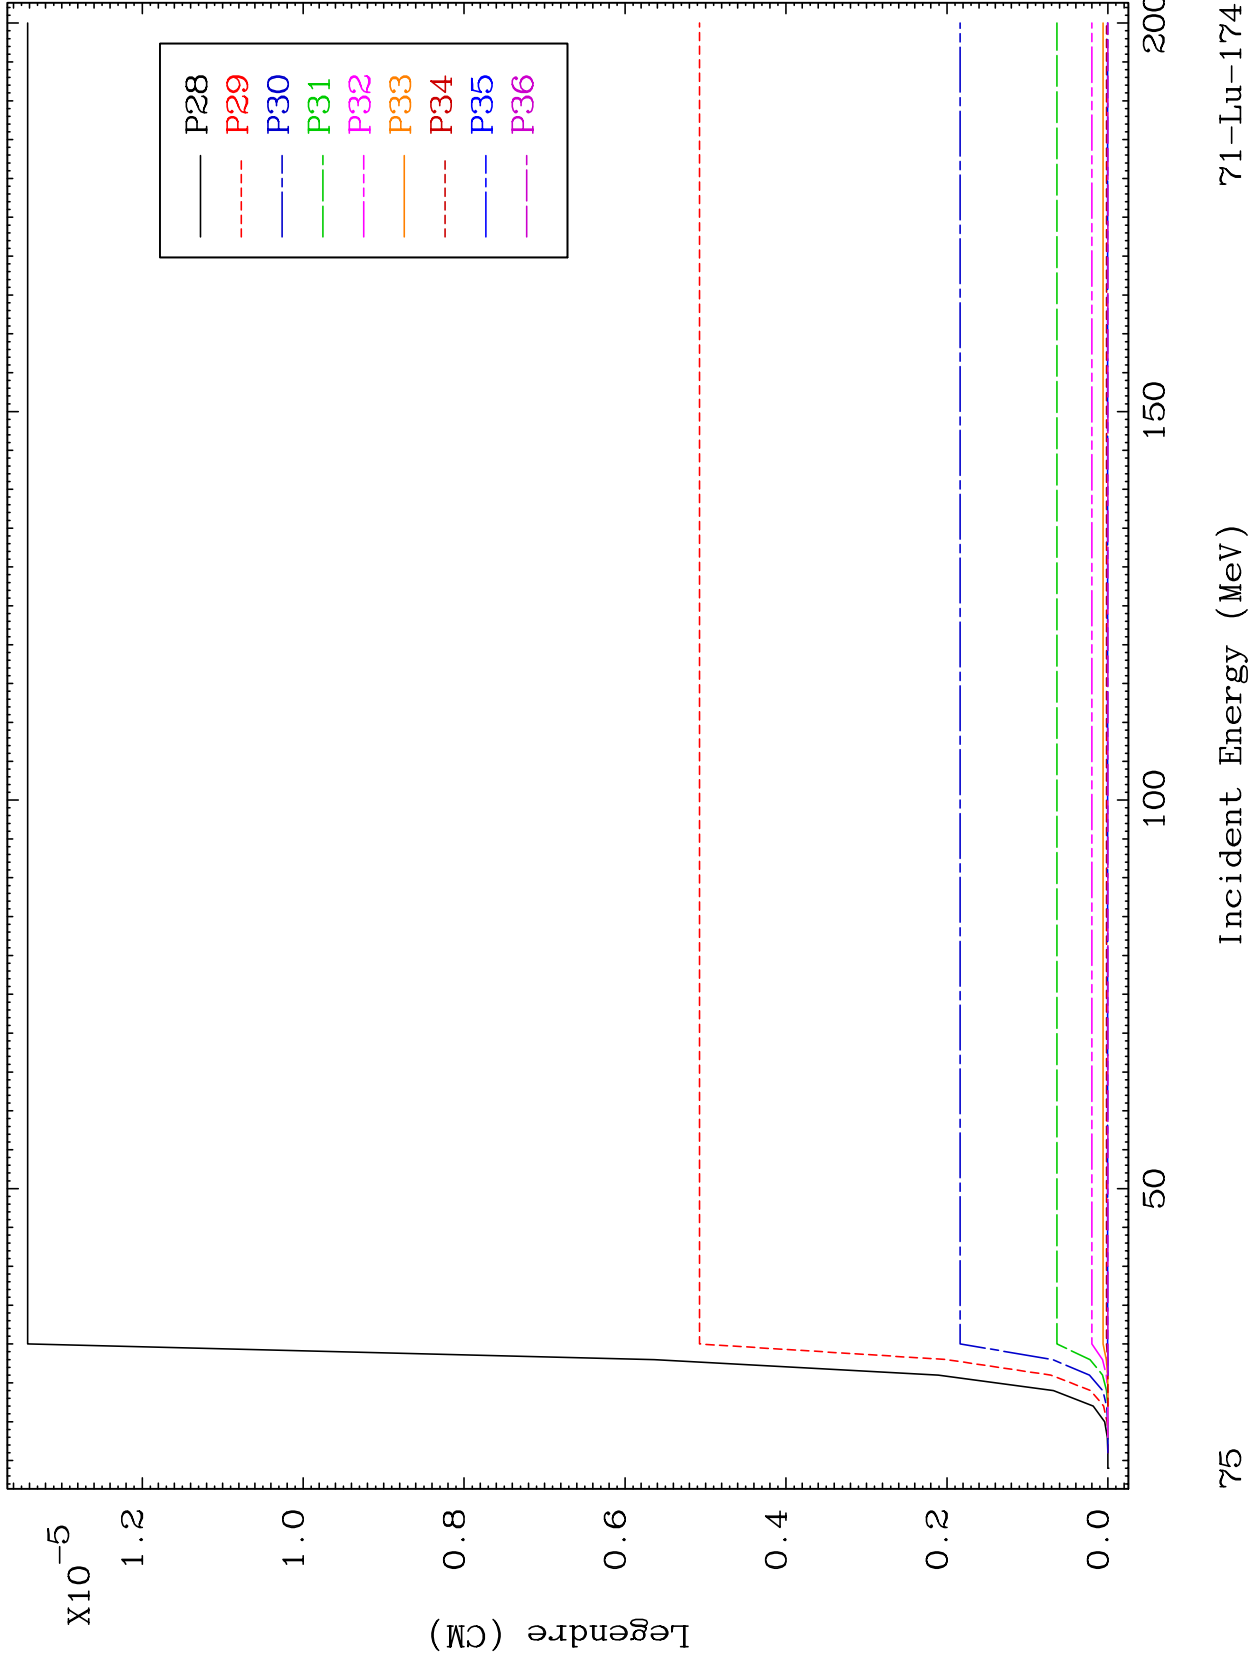 X10-5
1.2
1.0
0.8
0.6
0.4
0.2
0.0
Legendre (CM)
P28
P29
P30
P31
P32
P33
P34
P35
P36
50
100
150
200
Incident Energy (MeV)
75
71-Lu-174